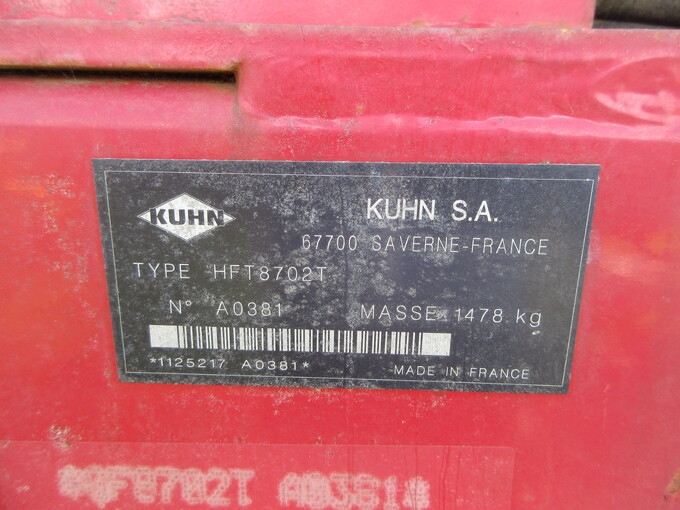 KUHN
KUHN S.A.
67700 SAVERNE-FRANCE
TYPE HFT8702T
N° A0381 MASSE 1478 kg
*1125217 A0381*
MADE IN FRANCE